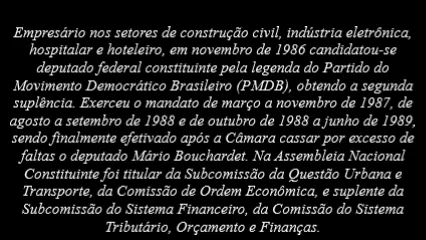 Empresário nos setores de construção civil, indústria eletrônica,
hospitalar e hoteleiro, em novembro de 1986 candidatou-se
deputado federal constituinte pela legenda do Partido do
Movimento Democrático Brasileiro (PMDB), obtendo a segunda
suplência. Exerceu o mandato de março a novembro de 1987, de
agosto a setembro de 1988 e de outubro de 1988 a junho de 1989,
sendo finalmente efetivado após a Câmara cassar por excesso de
faltas o deputado Mário Bouchardet. Na Assembleia Nacional
Constituinte foi titular da Subcomissão da Questão Urbana e
Transporte, da Comissão de Ordem Econômica, e suplente da
Subcomissão do Sistema Financeiro, da Comissão do Sistema
Tributário, Orçamento e Finanças.